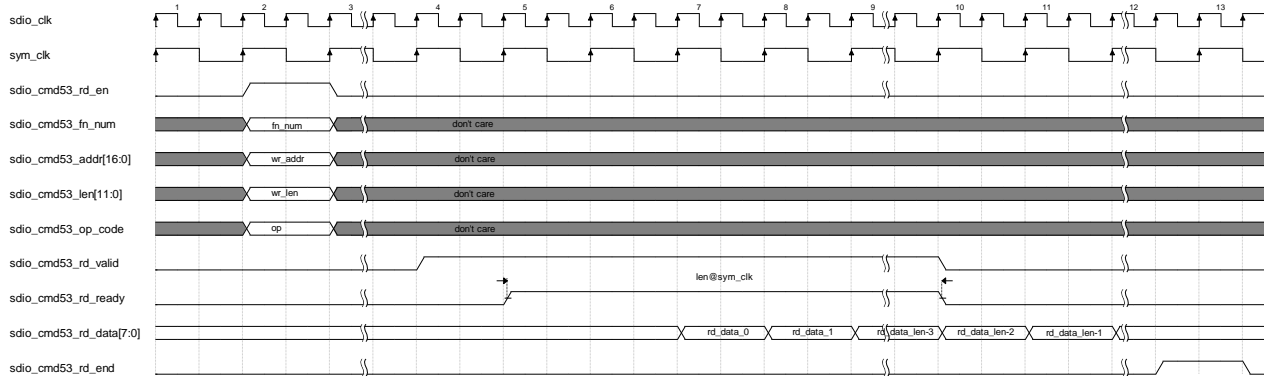 1 2 3 4 5 6 7 8 9 10 11 12 13
sdio_clk
sym_clk
sdio_cmd53_rd_en
sdio_cmd53_fn_num fn_num don't care
sdio_cmd53_addr[16:0] wr_addr don't care
sdio_cmd53_len[11:0] wr_len don't care
sdio_cmd53_op_code op don't care
sdio_cmd53_rd_valid
len@sym_clk
sdio_cmd53_rd_ready
sdio_cmd53_rd_data[7:0] rd_data_0 rd_data_1 rd_data_len-3 rd_data_len-2 rd_data_len-1
sdio_cmd53_rd_end